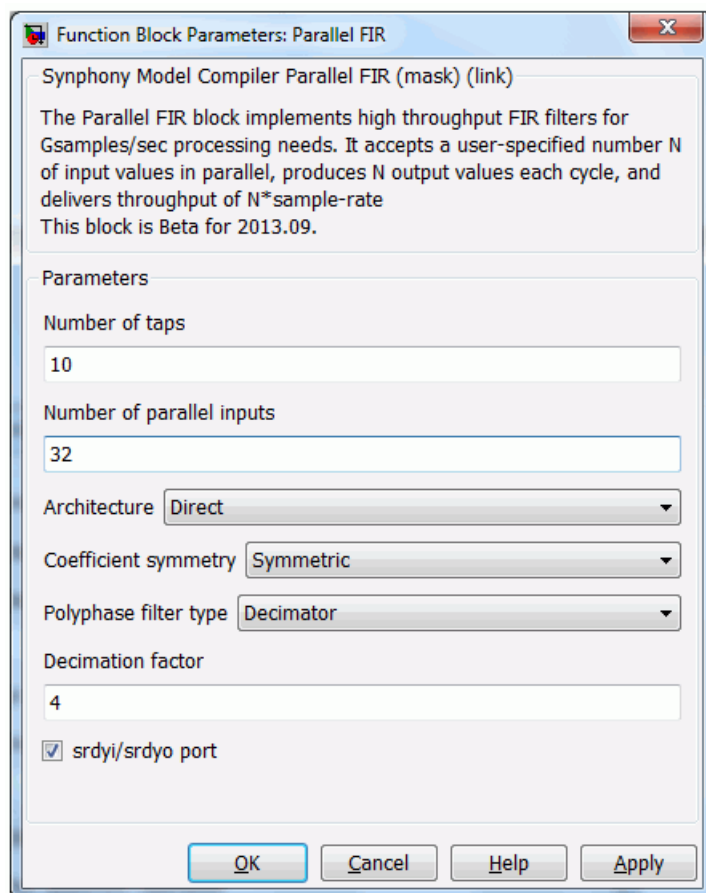 Function Block Parameters: Parallel FIR
Synphony Model Compiler Parallel FIR (mask) (link)
The Parallel FIR block implements high throughput FIR filters for
Gsamples/sec processing needs. It accepts a user-specified number N
of input values in parallel, produces N output values each cycle, and
delivers throughput of N*sample-rate
This block is Beta for 2013.09.
Parameters
Number of taps
10
Number of parallel inputs
32
Architecture Direct
Coefficient symmetry Symmetric
Polyphase filter type Decimator
Decimation factor
4
srdyi/srdyo port
OK Cancel Help Apply